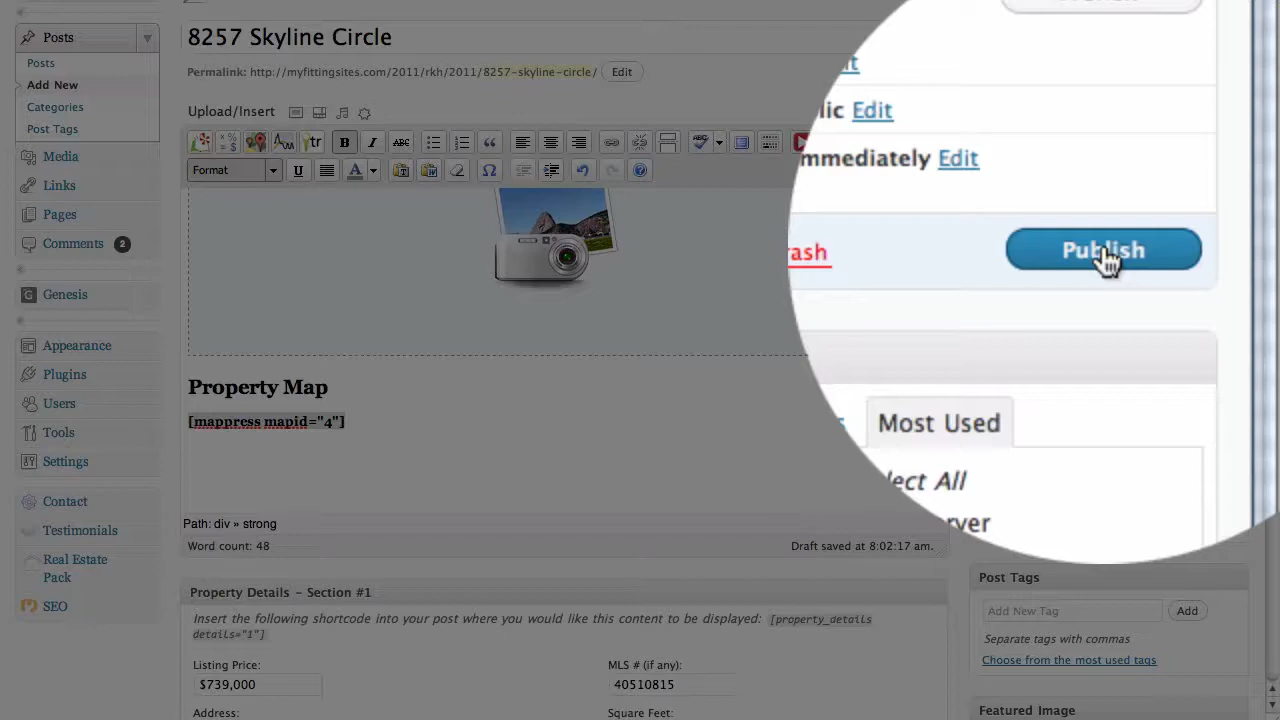 Posts
Posts
Add New
Categories
Post Tags
Media
Links
Pages
Comments 2
G Genesis
Appearance
Plugins
Users
Tools
Settings
Contact
Testimonials
Real Estate
Pack
SEO
8257 Skyline Circle
Permalink: http://myfittingsites.com/2011/rkh/2011/8257-skyline-circle/ Edit
Upload/Insert
B I ABC
Format U A Ω
Property Map
[mappress mapid="4"]
Path: div » strong
Word count: 48 Draft saved at 8:02:17 am.
Property Details - Section #1
Insert the following shortcode into your post where you would like this content to be displayed: [property_details
details="1"]
Listing Price: MLS # (if any):
$739,000 40510815
Address: Square Feet:
lic Edit
mmediately Edit
rash Publish
Most Used
lect All
rver
Post Tags
Add New Tag Add
Separate tags with commas
Choose from the most used tags
Featured Image